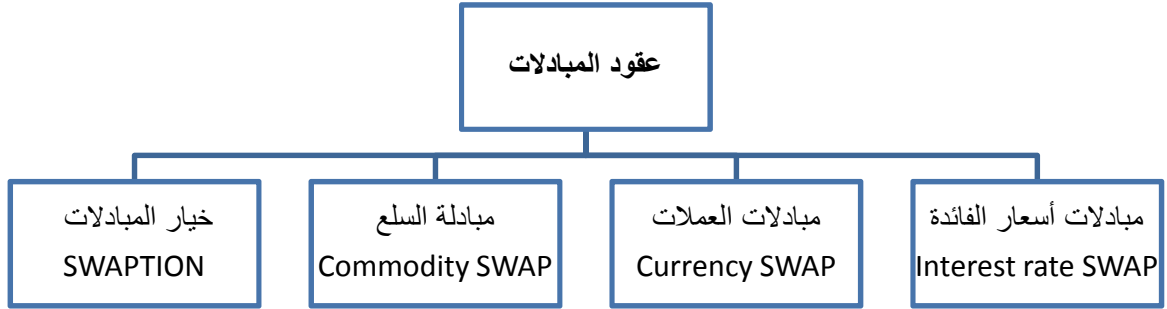 عقود المبادلات
مبادلات أسعار الفائدة
Interest rate SWAP
مبادلات العملات
Currency SWAP
مبادلة السلع
Commodity SWAP
خيار المبادلات
SWAPTION